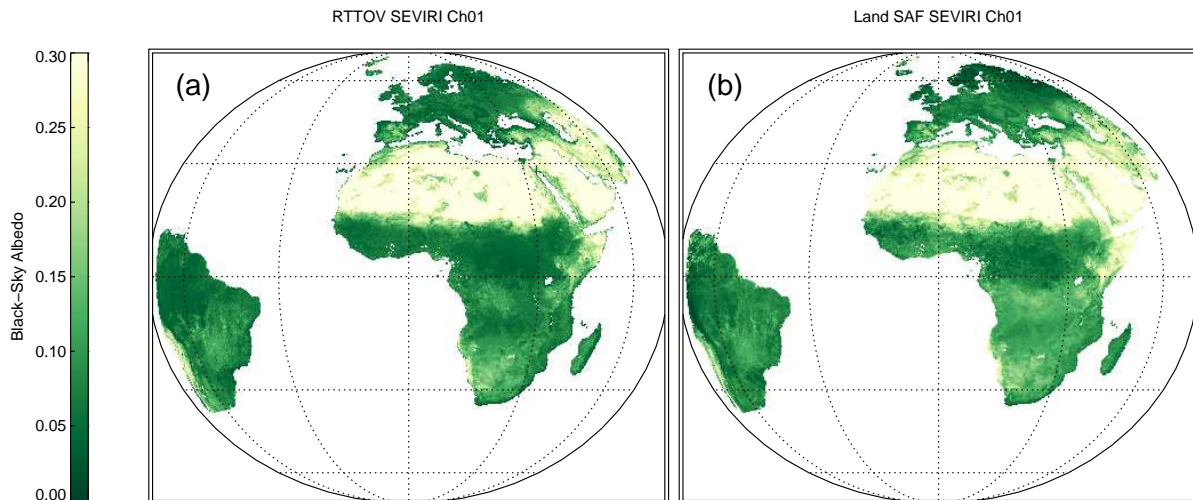 RTTOV SEVIRI Ch01
Land SAF SEVIRI Ch01
(a)
(b)
0.30
0.25
0.20
0.15
0.10
0.05
0.00
Black−Sky Albedo